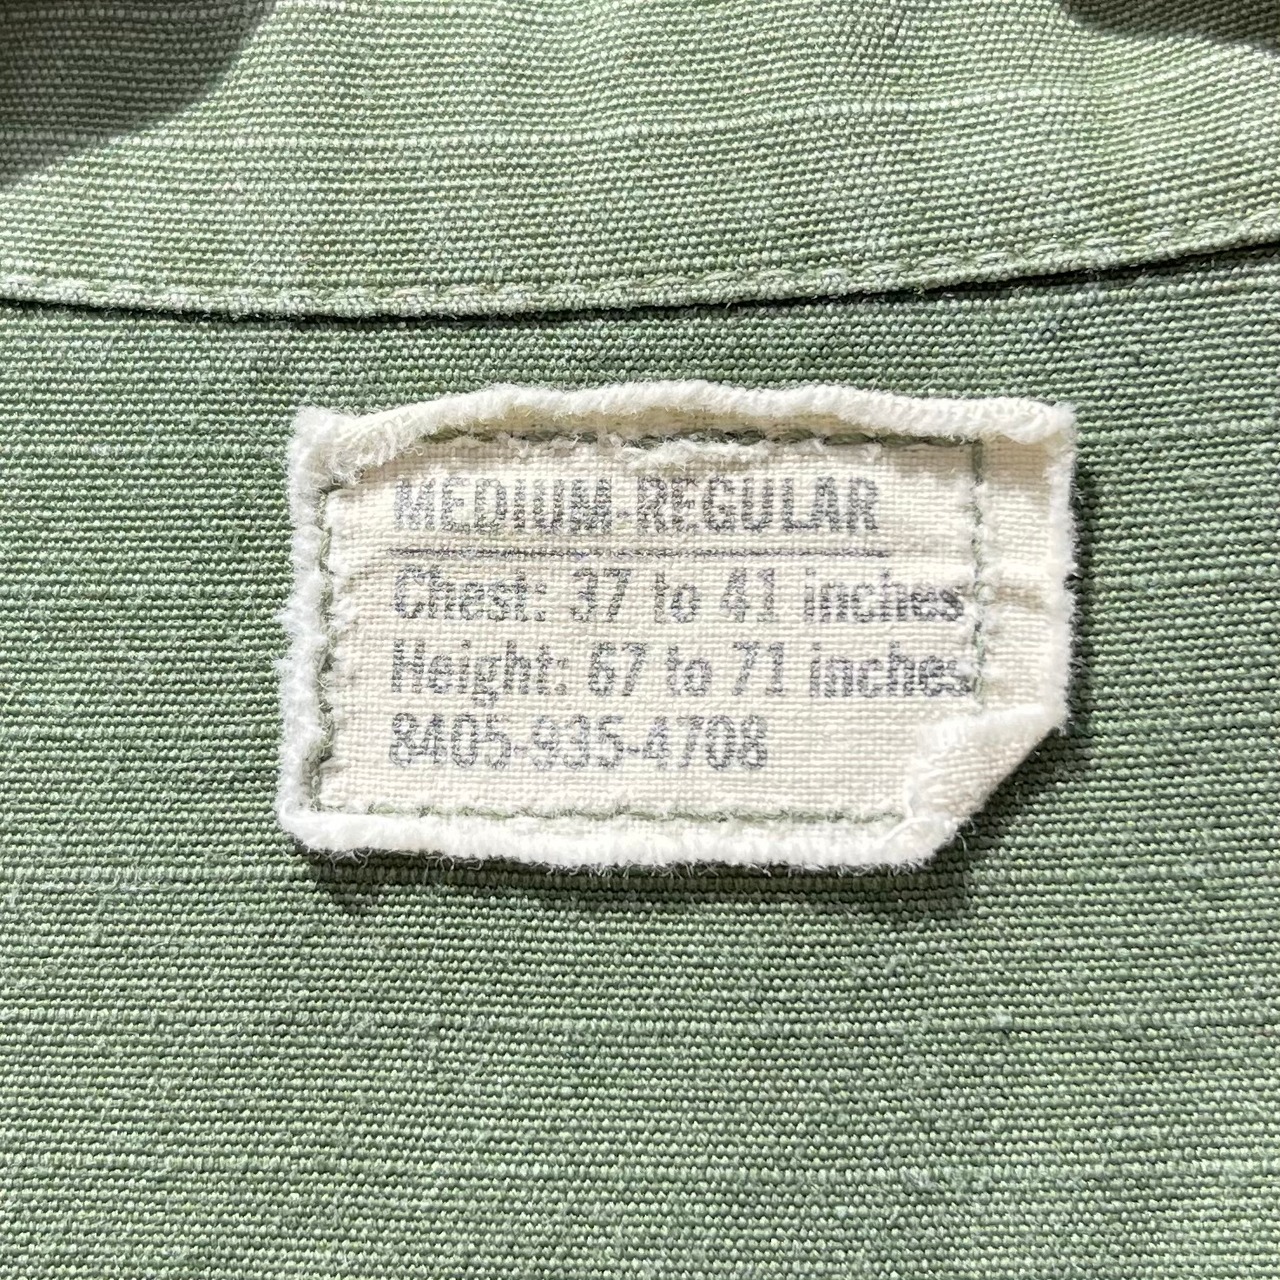 MEDIUM-REGULAR
Chest: 37 to 41 inches
Height: 67 to 71 inches
8405-935-4708